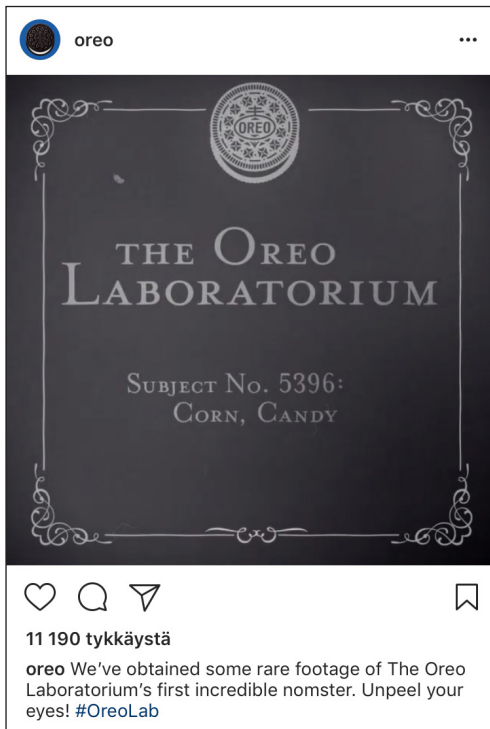 oreo
OREO
THE OREO
LABORATORIUM
SUBJECT NO. 5396:
CORN, CANDY
11 190 tykkäystä
oreo We've obtained some rare footage of The Oreo
Laboratorium's first incredible nomster. Unpeel your
eyes! #OreoLab